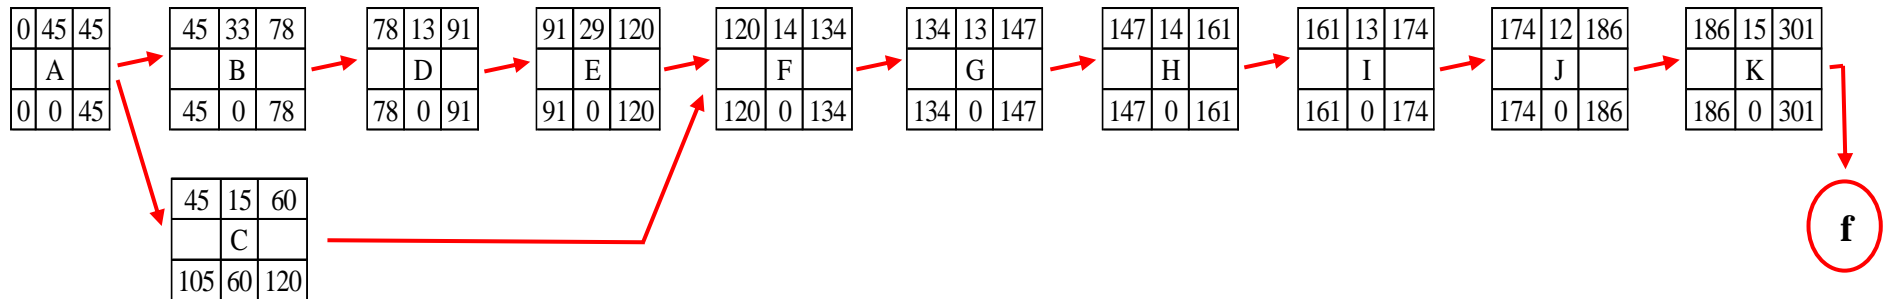 0 45 45
A
0 0 45
45 33 78
B
45 0 78
78 13 91
D
78 0 91
91 29 120
E
91 0 120
120 14 134
F
120 0 134
134 13 147
G
134 0 147
147 14 161
H
147 0 161
161 13 174
I
161 0 174
174 12 186
J
174 0 186
186 15 301
K
186 0 301
45 15 60
C
105 60 120
f